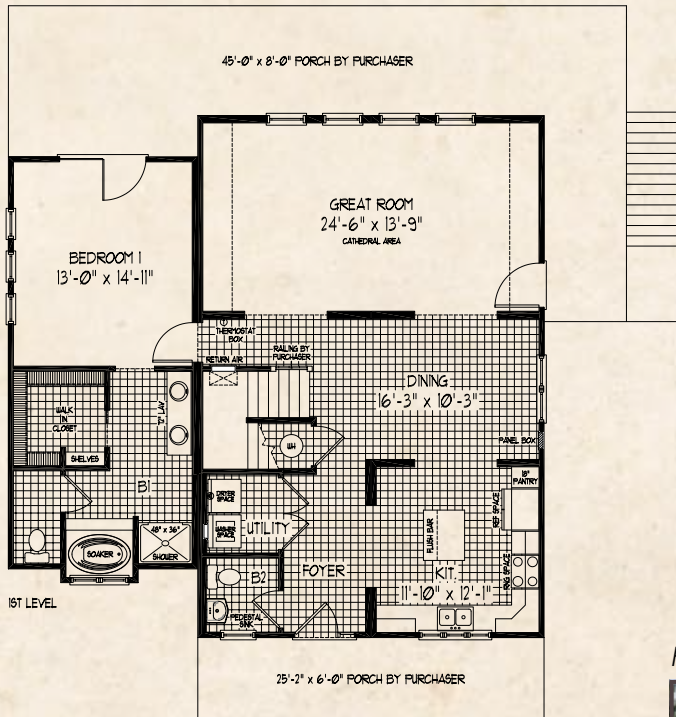 45'-0" x 8'-0" PORCH BY PURCHASER
GREAT ROOM
24'-6" x 13'-9"
CATHEDRAL AREA
BEDROOM 1
13'-0" x 14'-11"
THERMOSTAT
BOX
RETURN AIR
RAILING BY
PURCHASER
DINING
16'-3" x 10'-3"
PANEL BOX
WALK
IN
CLOSET
SHELVES
72" LAV
WH
18"
PANTRY
REF SPACE
B1
DRYER
SPACE
WASHER
SPACE
UTILITY
FLUSH BAR
SOAKER
48" x 36"
SHOWER
RNG SPACE
B2
FOYER
KIT.
11'-10" x 12'-1"
PEDESTAL
SINK
1ST LEVEL
25'-2" x 6'-0" PORCH BY PURCHASER